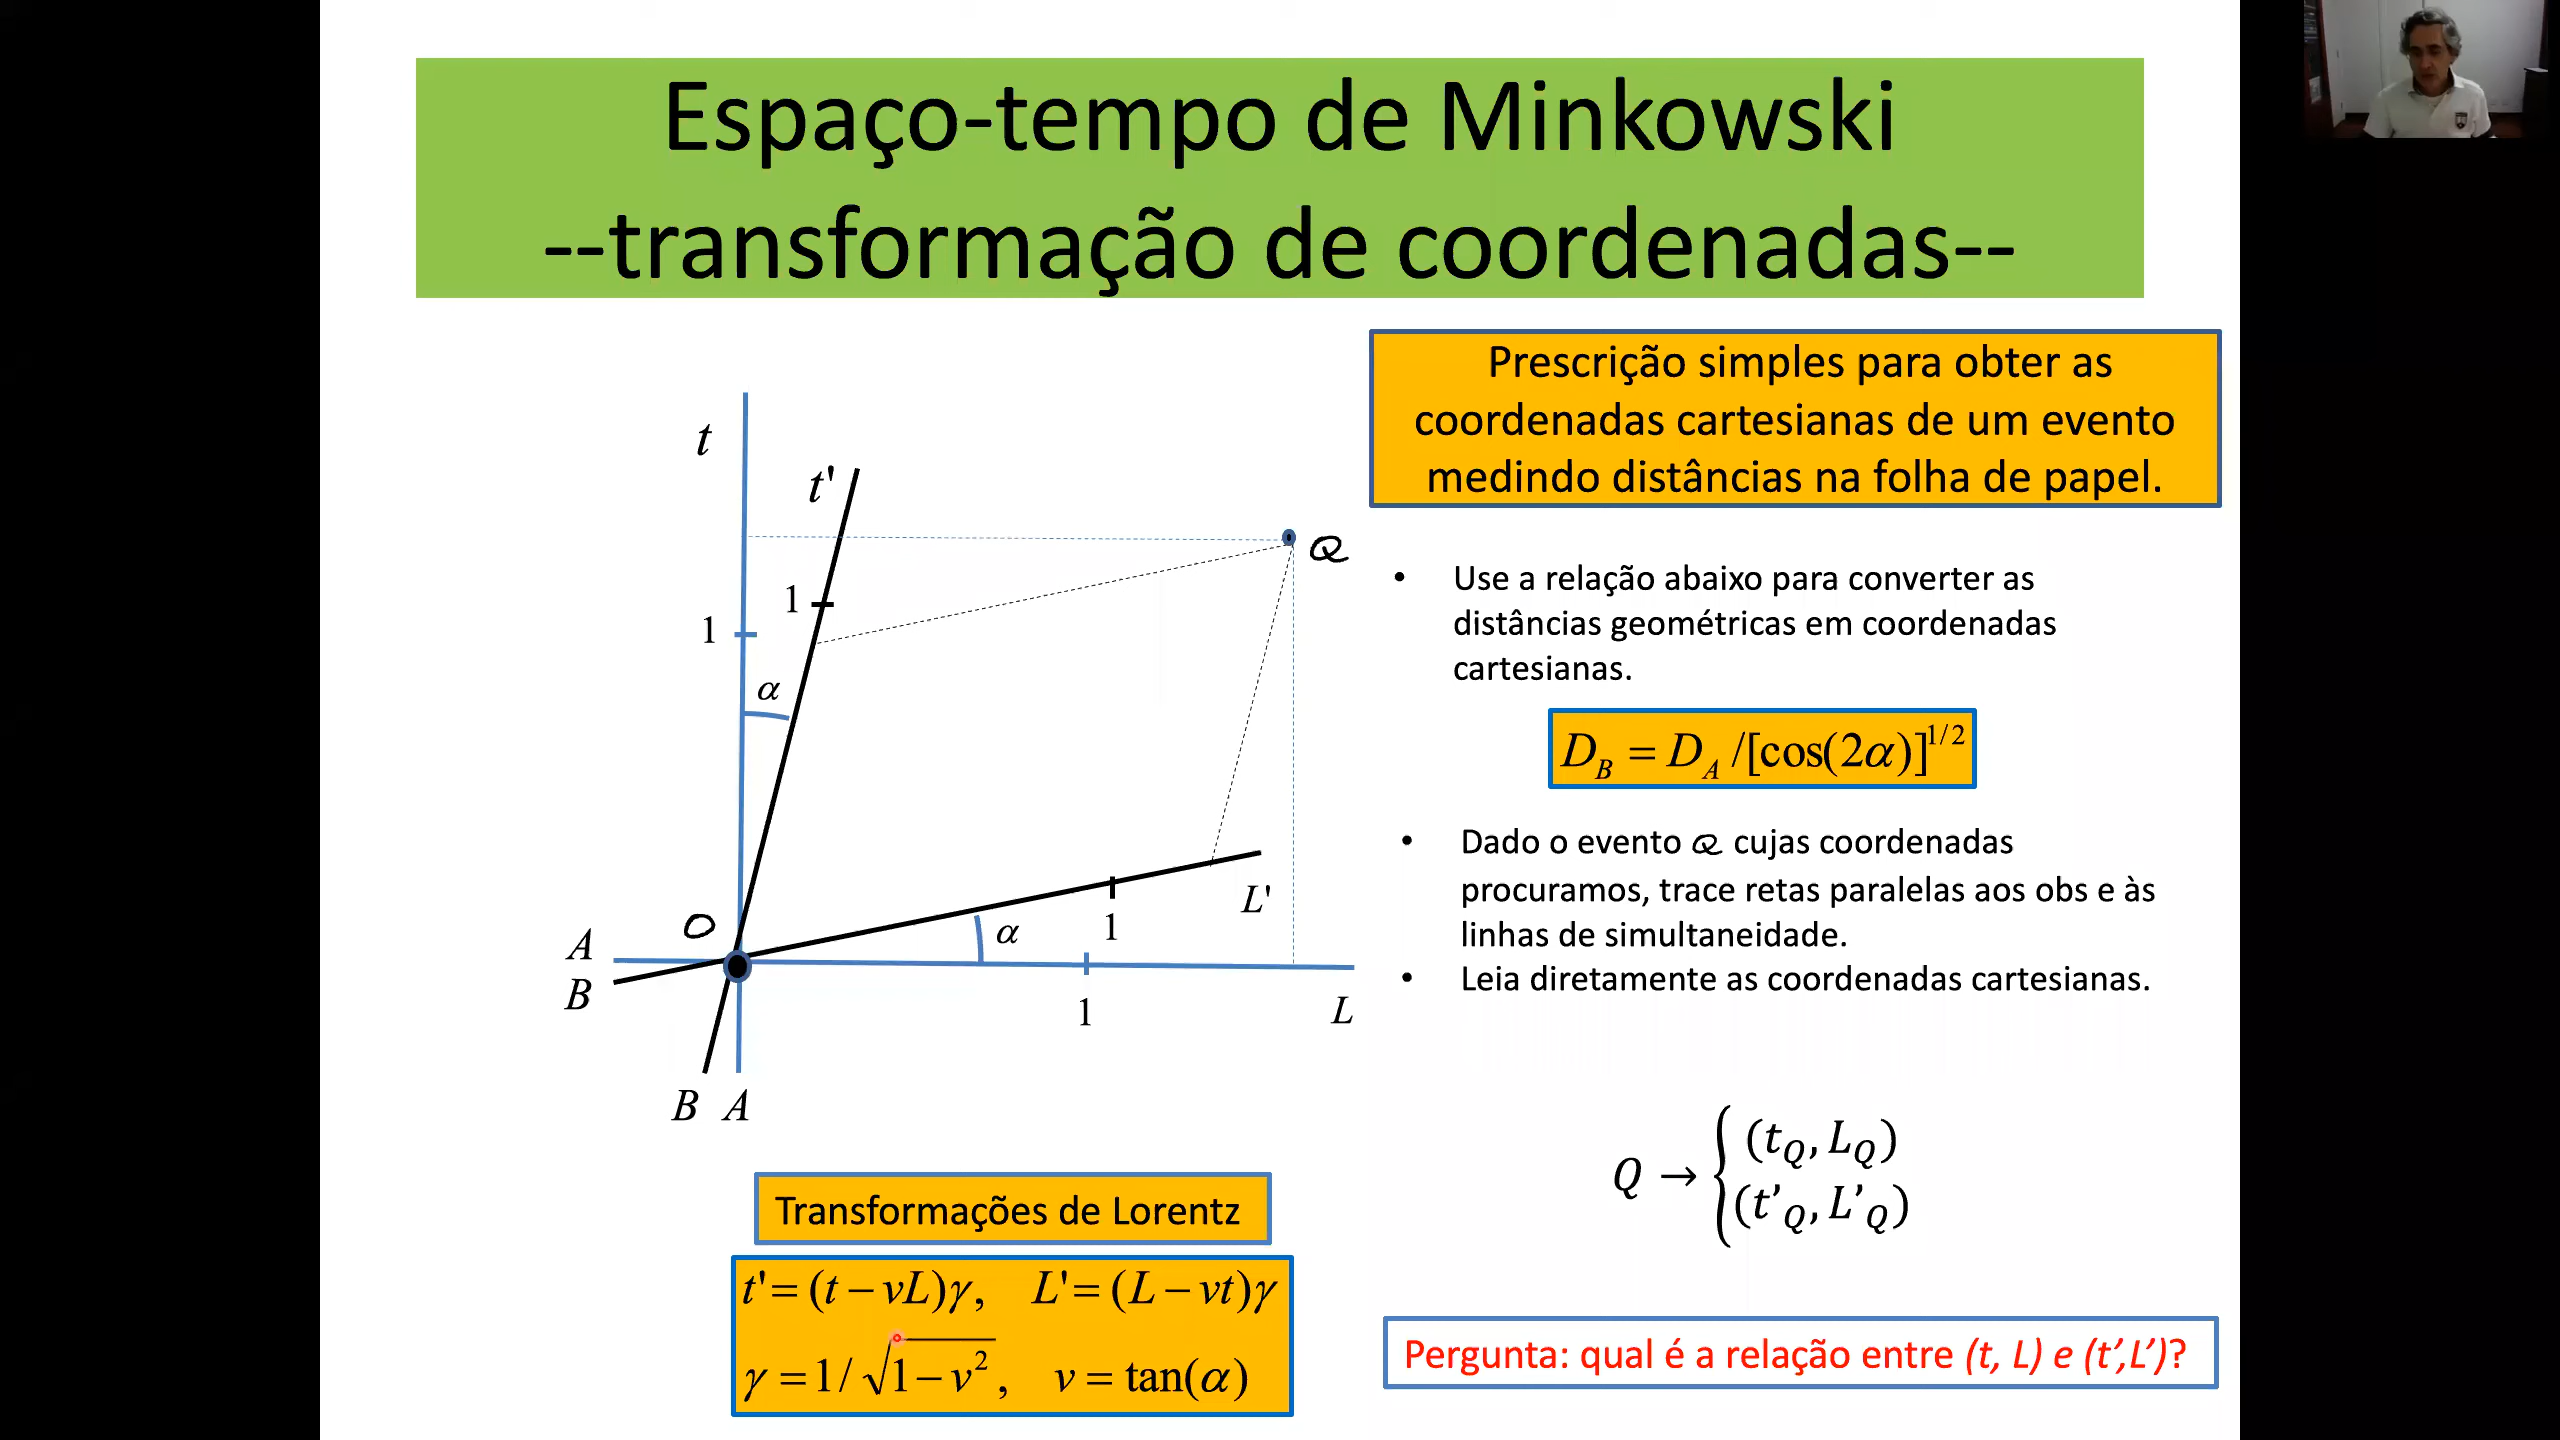 Espaço-tempo de Minkowski
--transformação de coordenadas--
Prescrição simples para obter as
coordenadas cartesianas de um evento
medindo distâncias na folha de papel.
t
t'
1
1
α
Q
O
A
B
α
1
L'
1
L
B A
• Use a relação abaixo para converter as
distâncias geométricas em coordenadas
cartesianas.
D_B = D_A /[cos(2α)]^{1/2}
• Dado o evento Q cujas coordenadas
procuramos, trace retas paralelas aos obs e às
linhas de simultaneidade.
• Leia diretamente as coordenadas cartesianas.
Q → { (t_Q, L_Q)
(t’_Q, L’_Q)
Transformações de Lorentz
t'= (t − vL)γ, L'= (L − vt)γ
γ = 1/ √(1 − v²), v = tan(α)
Pergunta: qual é a relação entre (t, L) e (t’,L’)?